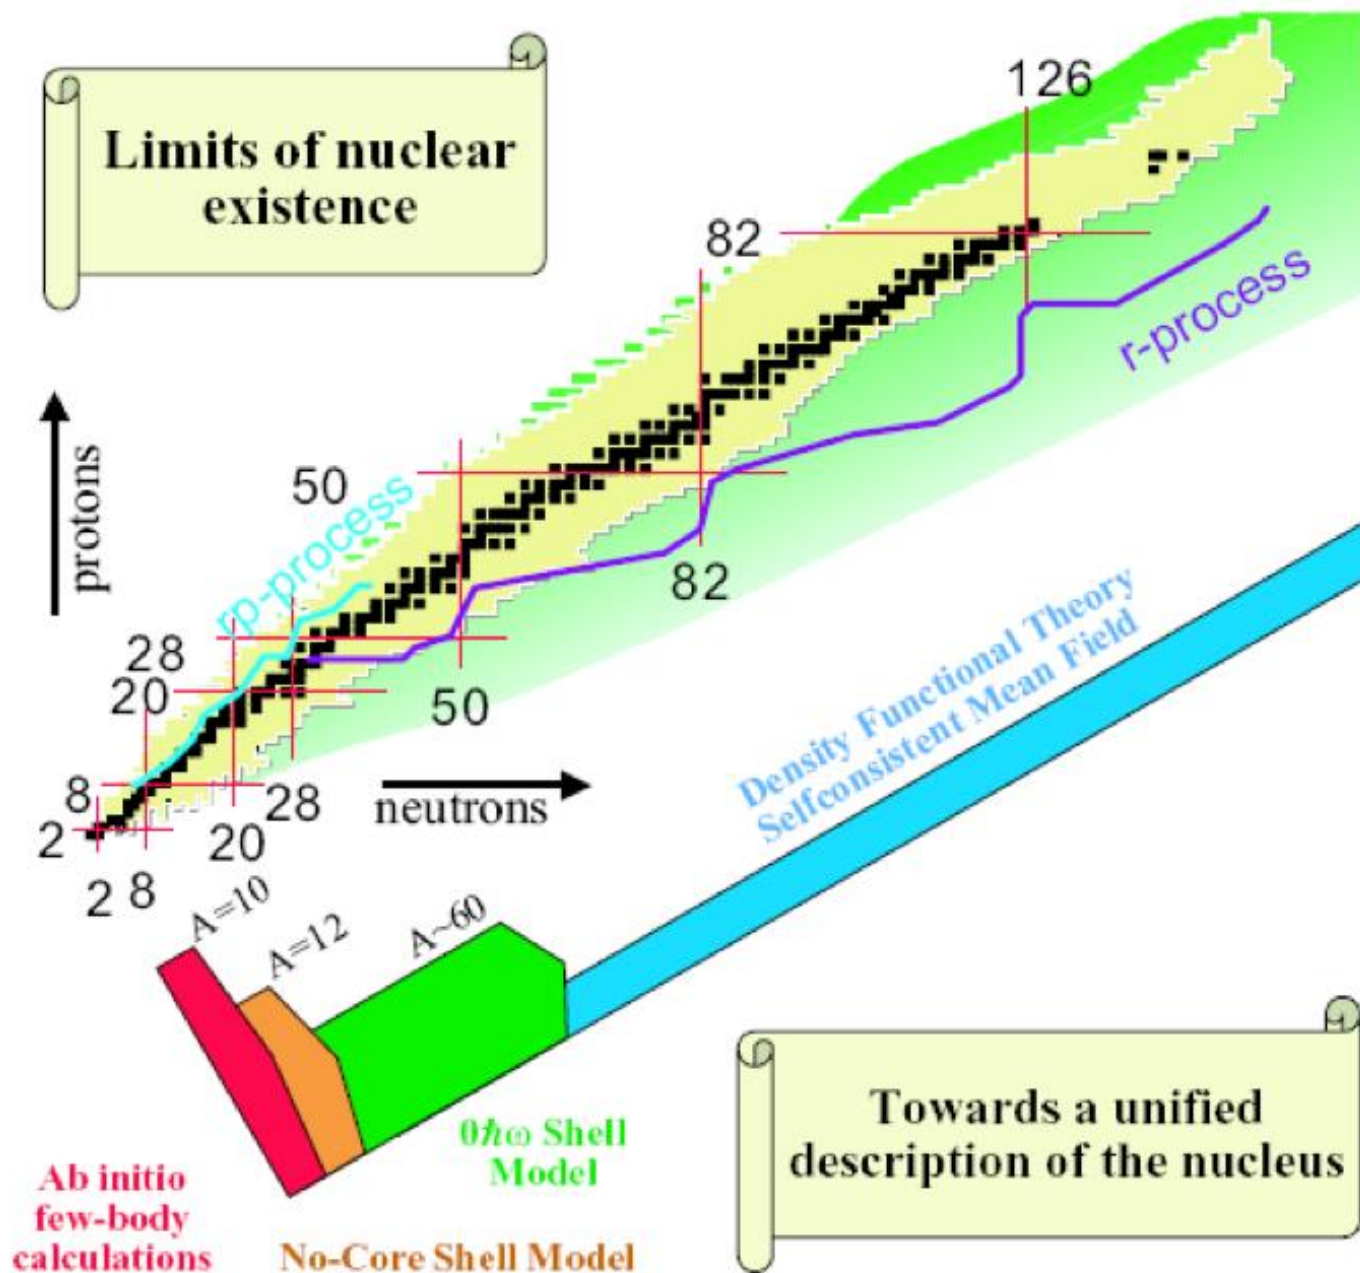 Limits of nuclear
existence
126
82
r-process
protons
50
rp-process
82
28
20
50
8
28
neutrons
2
20
2
8
Density Functional Theory
Selfconsistent Mean Field
A=10
A=12
A~60
0ℏω Shell
Model
Ab initio
few-body
calculations
No-Core Shell Model
Towards a unified
description of the nucleus